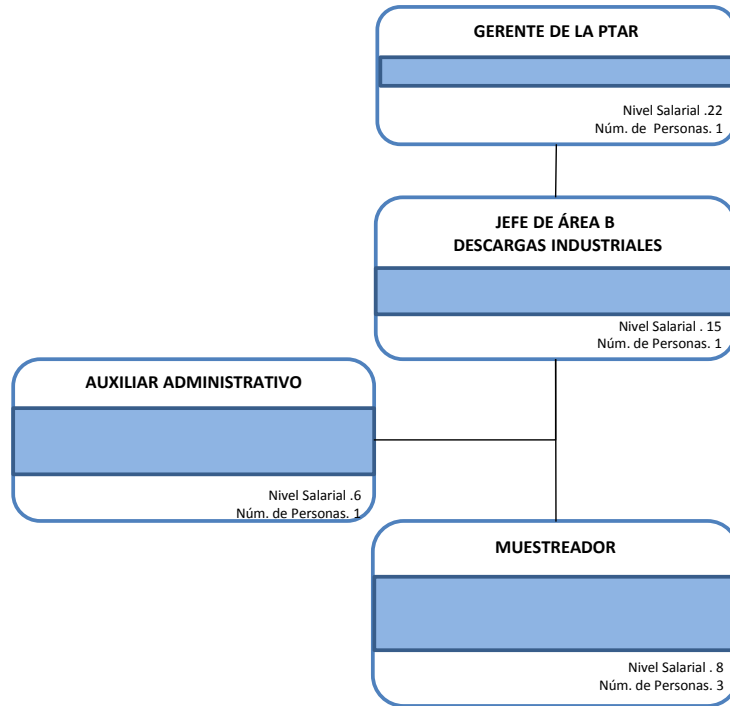 GERENTE DE LA PTAR
Nivel Salarial .22
Núm. de Personas. 1
JEFE DE ÁREA B
DESCARGAS INDUSTRIALES
Nivel Salarial . 15
Núm. de Personas. 1
AUXILIAR ADMINISTRATIVO
Nivel Salarial .6
Núm. de Personas. 1
MUESTREADOR
Nivel Salarial . 8
Núm. de Personas. 3